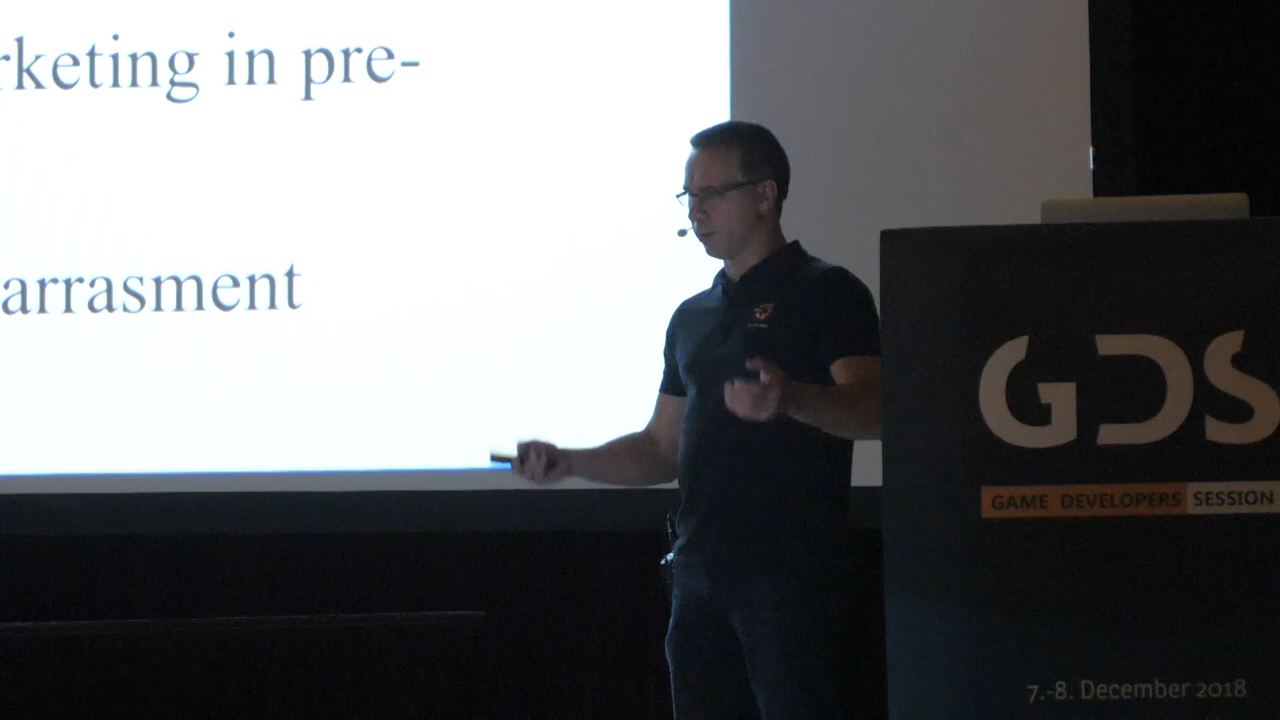 rketing in pre-
arrasment
GDS
GAME DEVELOPERS SESSION
7.-8. December 2018